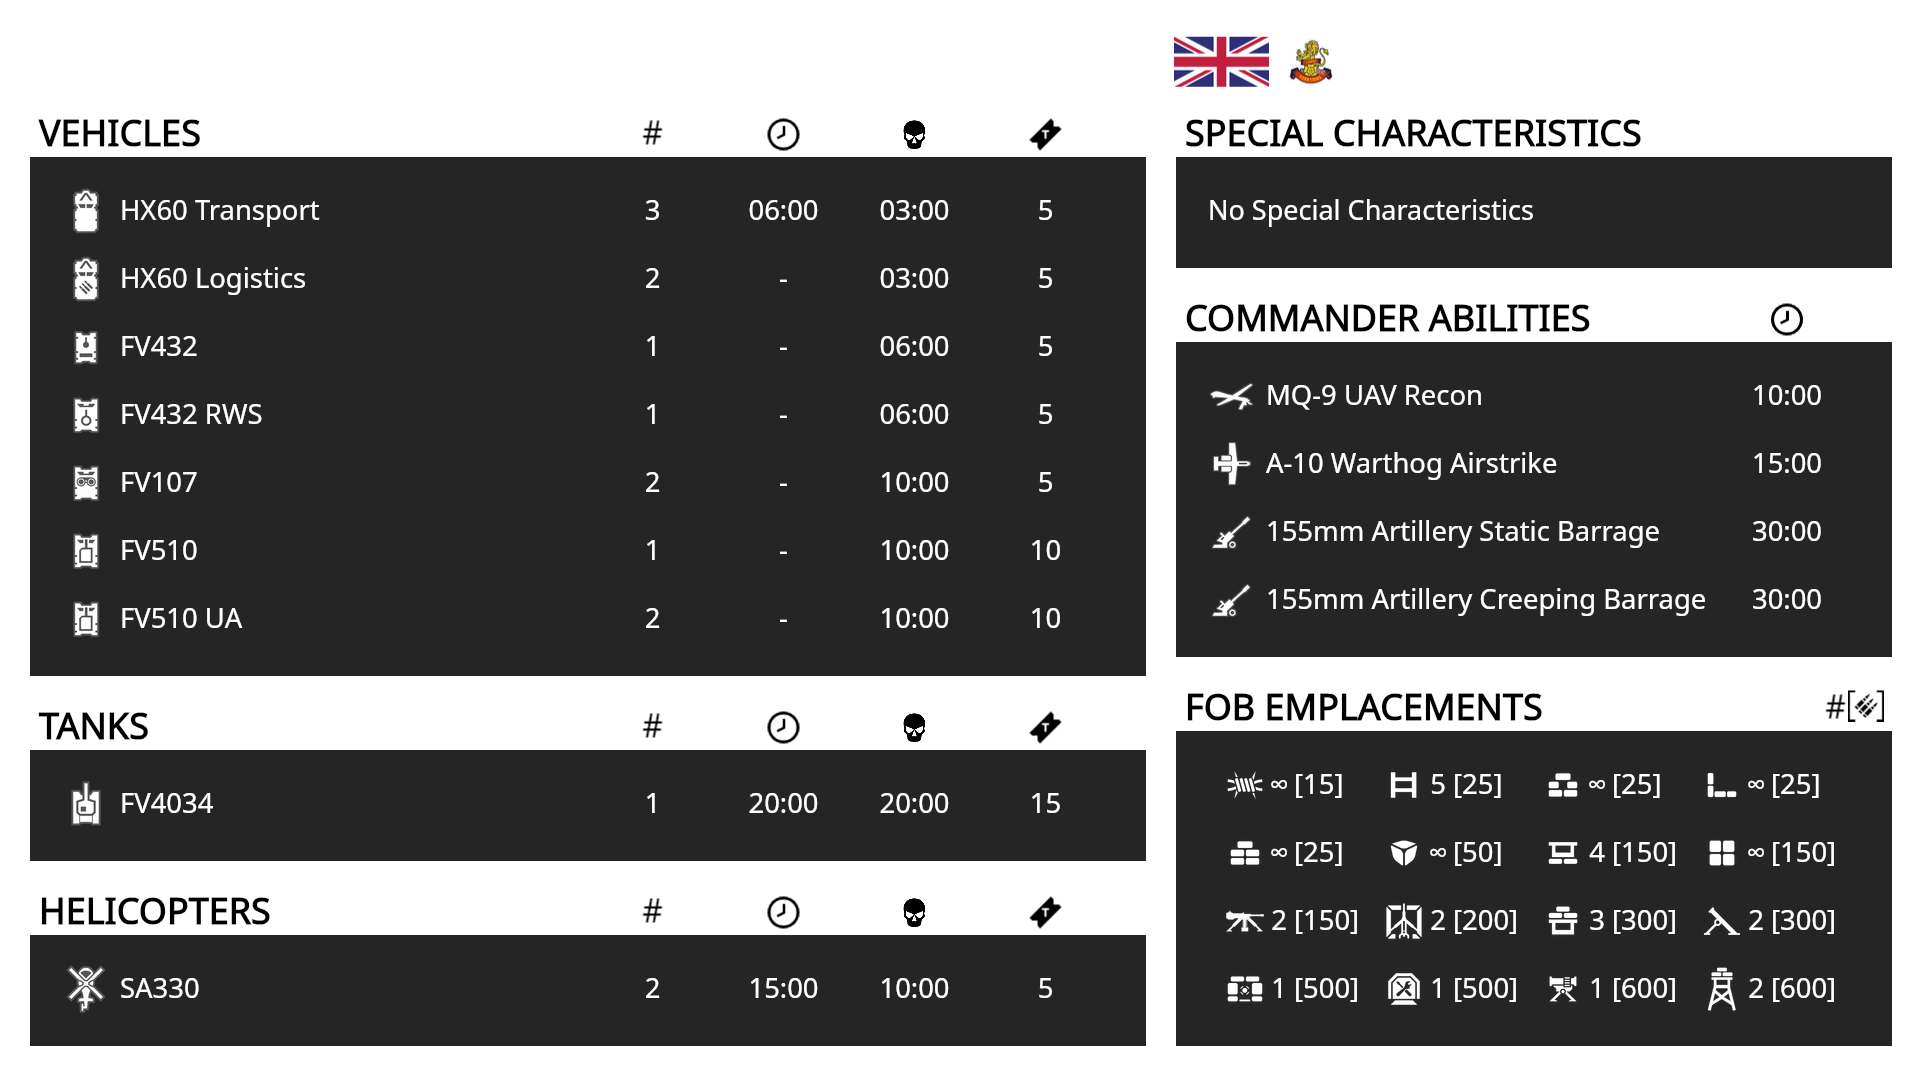 VEHICLES #
HX60 Transport 3 06:00 03:00 5
HX60 Logistics 2 - 03:00 5
FV432 1 - 06:00 5
FV432 RWS 1 - 06:00 5
FV107 2 - 10:00 5
FV510 1 - 10:00 10
FV510 UA 2 - 10:00 10
TANKS #
FV4034 1 20:00 20:00 15
HELICOPTERS #
SA330 2 15:00 10:00 5
SPECIAL CHARACTERISTICS
No Special Characteristics
COMMANDER ABILITIES
MQ-9 UAV Recon 10:00
A-10 Warthog Airstrike 15:00
155mm Artillery Static Barrage 30:00
155mm Artillery Creeping Barrage 30:00
FOB EMPLACEMENTS #[]
∞ [15] 5 [25] ∞ [25] ∞ [25]
∞ [25] ∞ [50] 4 [150] ∞ [150]
2 [150] 2 [200] 3 [300] 2 [300]
1 [500] 1 [500] 1 [600] 2 [600]